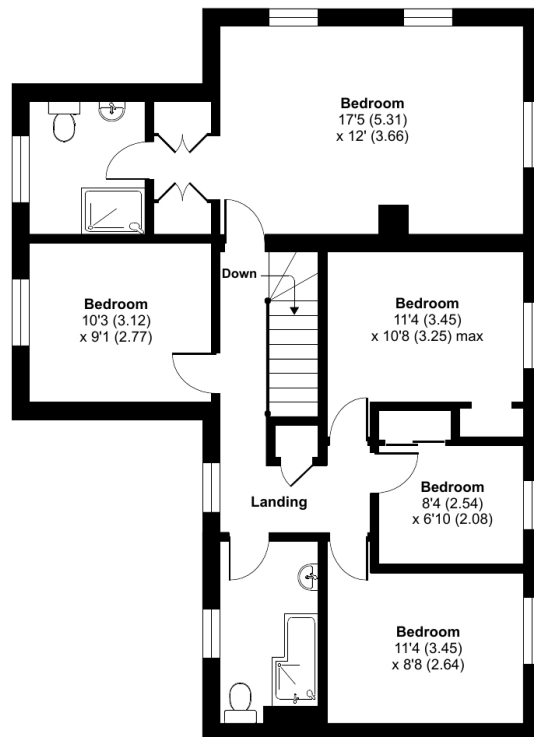 Bedroom
17'5 (5.31)
x 12' (3.66)
Down
Bedroom
10'3 (3.12)
x 9'1 (2.77)
Bedroom
11'4 (3.45)
x 10'8 (3.25) max
Bedroom
8'4 (2.54)
x 6'10 (2.08)
Landing
Bedroom
11'4 (3.45)
x 8'8 (2.64)